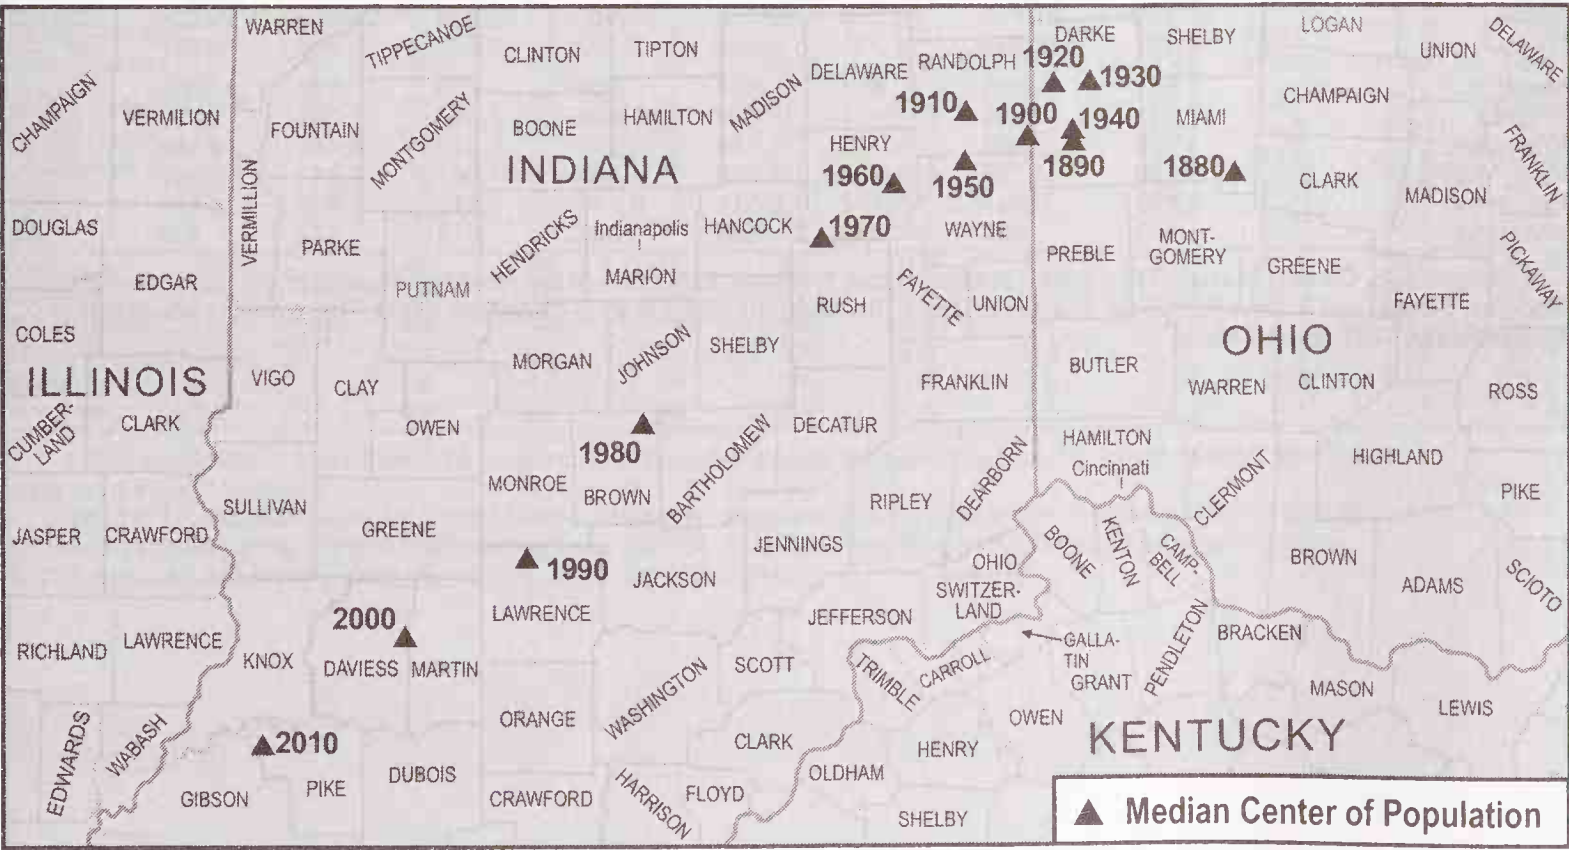 WARREN
TIPPECANOE
CLINTON
TIPTON
DELAWARE
RANDOLPH
DARKE
SHELBY
LOGAN
UNION
DELAWARE
1920
1930
CHAMPAIGN
VERMILION
FOUNTAIN
MONTGOMERY
BOONE
HAMILTON
MADISON
1910
1900
1940
MIAMI
CHAMPAIGN
FRANKLIN
INDIANA
HENRY
1960
1950
1890
1880
CLARK
MADISON
DOUGLAS
VERMILLION
PARKE
HENDRICKS
Indianapolis
HANCOCK
1970
WAYNE
PREBLE
MONT-
GOMERY
GREENE
PICKAWAY
EDGAR
PUTNAM
MARION
RUSH
FAYETTE
UNION
FAYETTE
COLES
OHIO
ILLINOIS
VIGO
CLAY
MORGAN
JOHNSON
SHELBY
FRANKLIN
BUTLER
WARREN
CLINTON
ROSS
CUMBER-
LAND
CLARK
OWEN
1980
DECATUR
HAMILTON
Cincinnati
HIGHLAND
SULLIVAN
MONROE
BROWN
BARTHOLOMEW
RIPLEY
DEARBORN
CLERMONT
PIKE
JASPER
CRAWFORD
GREENE
1990
JACKSON
JENNINGS
OHIO
BOONE
KENTON
CAMP-
BELL
BROWN
ADAMS
SCIOTO
2000
LAWRENCE
JEFFERSON
SWITZER-
LAND
RICHLAND
LAWRENCE
KNOX
DAVIESS
MARTIN
WASHINGTON
SCOTT
TRIMBLE
CARROLL
GALLA-
TIN
GRANT
PENDLETON
BRACKEN
MASON
LEWIS
EDWARDS
WABASH
2010
ORANGE
CLARK
OWEN
HENRY
KENTUCKY
GIBSON
PIKE
DUBOIS
CRAWFORD
HARRISON
FLOYD
OLDHAM
SHELBY
Median Center of Population